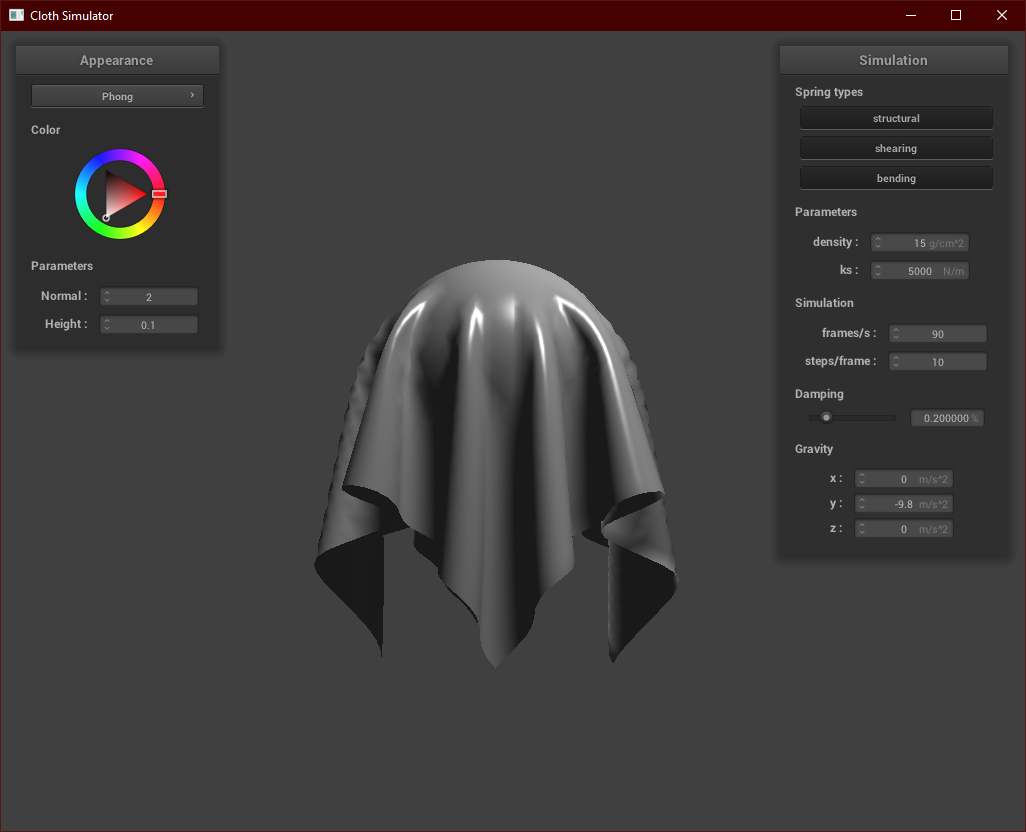 Cloth Simulator
Appearance
Phong
Color
Parameters
Normal : 2
Height : 0.1
Simulation
Spring types
structural
shearing
bending
Parameters
density : 15 g/cm^2
ks : 5000 N/m
Simulation
frames/s : 90
steps/frame : 10
Damping
0.200000 %
Gravity
x : 0 m/s^2
y : -9.8 m/s^2
z : 0 m/s^2